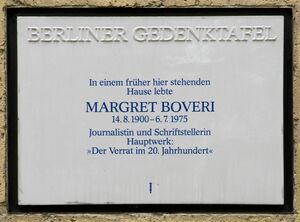 BERLINER GEDENKTAFEL
In einem früher hier stehenden
Hause lebte
MARGRET BOVERI
14. 8. 1900 – 6. 7. 1975
Journalistin und Schriftstellerin
Hauptwerk:
»Der Verrat im 20. Jahrhundert«